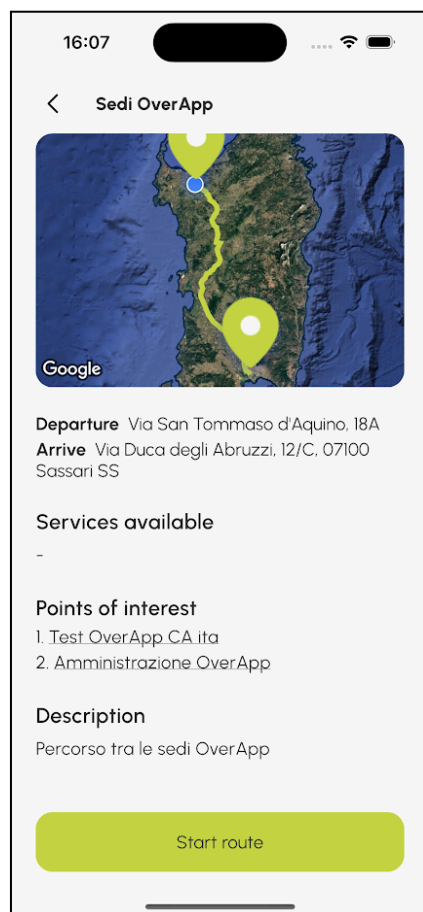 16:07
Sedi OverApp
Google
Departure Via San Tommaso d'Aquino, 18A
Arrive Via Duca degli Abruzzi, 12/C, 07100
Sassari SS
Services available
-
Points of interest
1. Test OverApp CA ita
2. Amministrazione OverApp
Description
Percorso tra le sedi OverApp
Start route